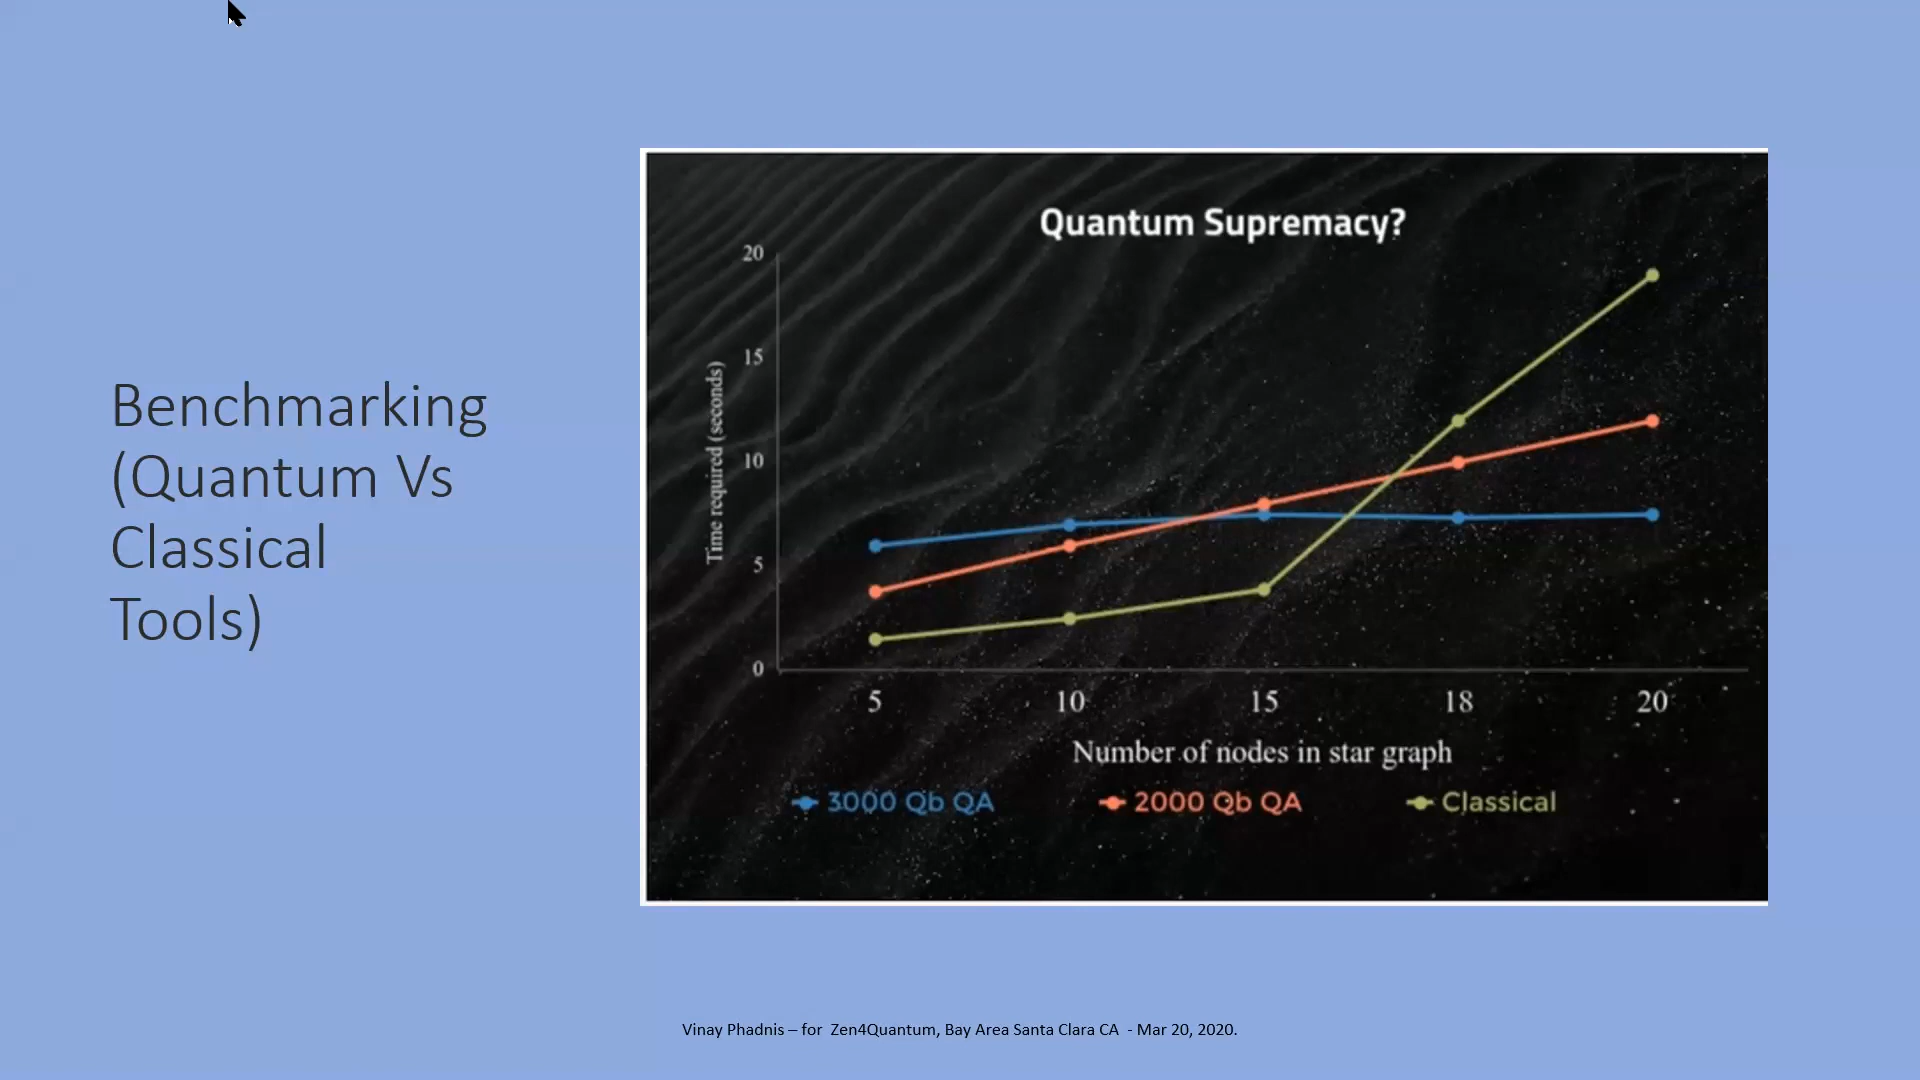 Benchmarking
(Quantum Vs
Classical
Tools)
Quantum Supremacy?
Time required (seconds)
20
15
10
5
0
5 10 15 18 20
Number of nodes in star graph
3000 Qb QA 2000 Qb QA Classical
Vinay Phadnis – for Zen4Quantum, Bay Area Santa Clara CA - Mar 20, 2020.